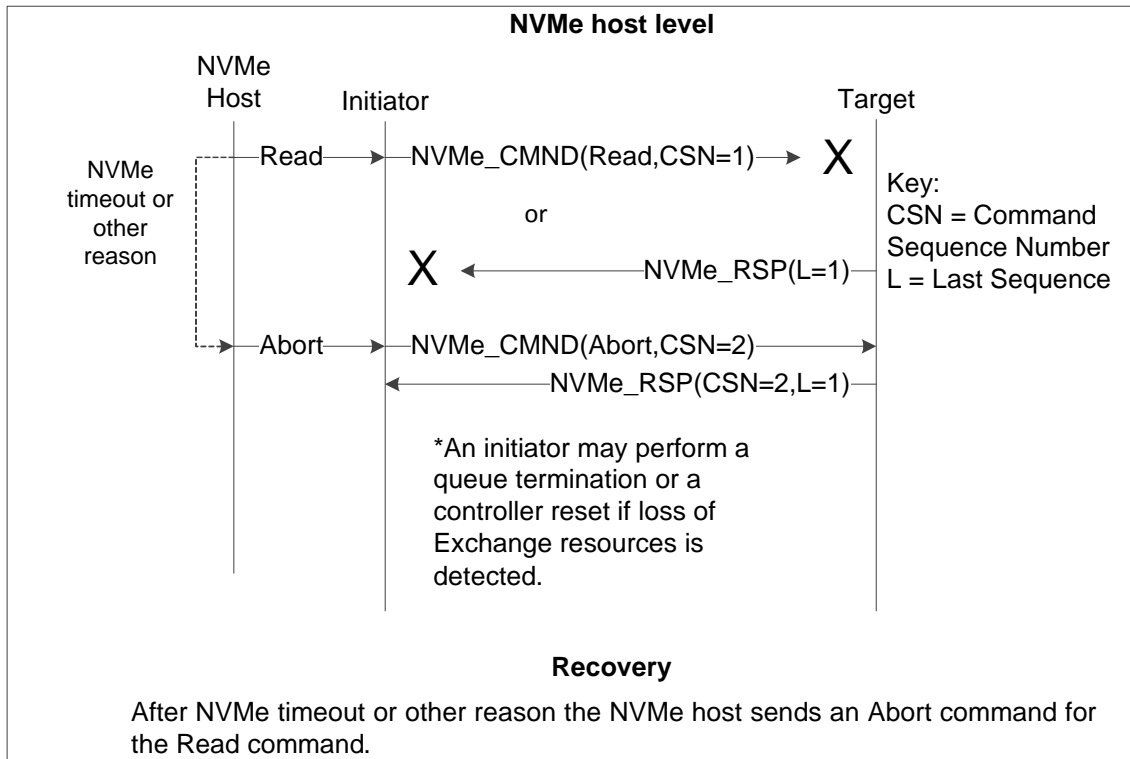 NVMe host level
NVMe
Host
Initiator
Target
Read
NVMe_CMND(Read,CSN=1)
X
NVMe
timeout or
other
reason
or
Key:
CSN = Command
Sequence Number
L = Last Sequence
X
NVMe_RSP(L=1)
Abort
NVMe_CMND(Abort,CSN=2)
NVMe_RSP(CSN=2,L=1)
*An initiator may perform a
queue termination or a
controller reset if loss of
Exchange resources is
detected.
Recovery
After NVMe timeout or other reason the NVMe host sends an Abort command for
the Read command.